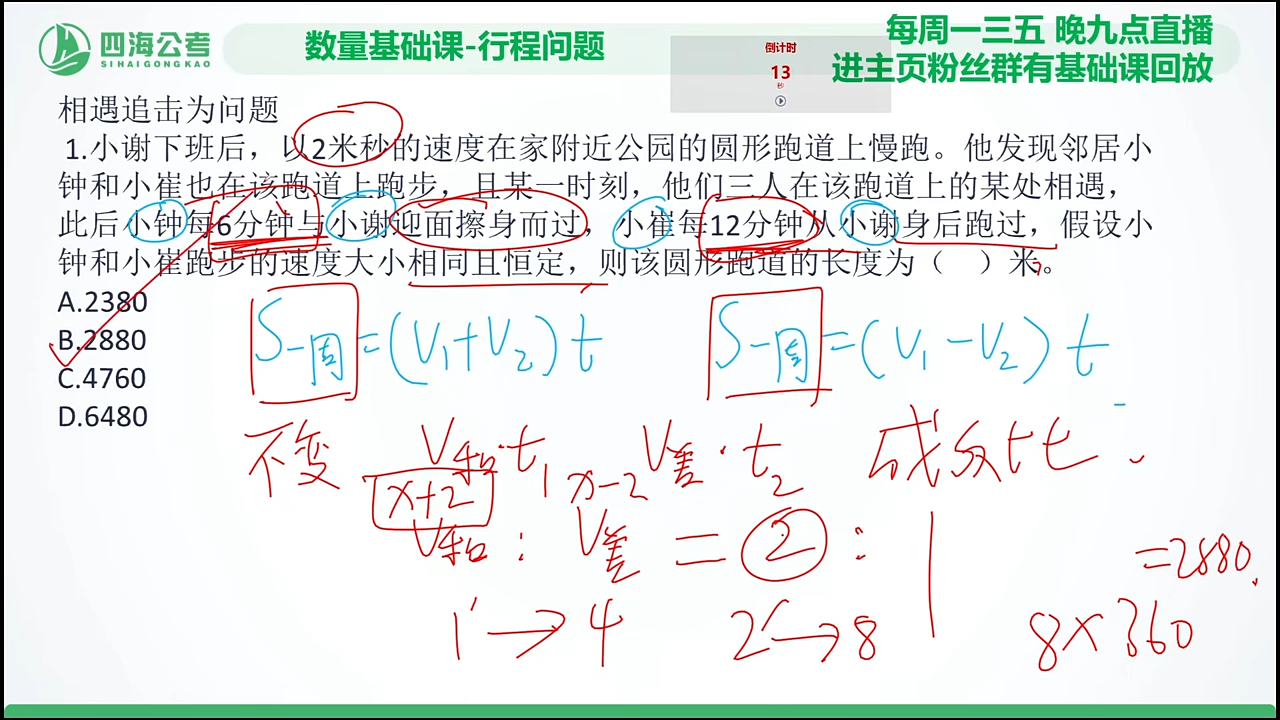 四海公考
SIHAIGONGKAO
数量基础课-行程问题
倒计时
13
秒
每周一三五 晚九点直播
进主页粉丝群有基础课回放
相遇追击为问题
1.小谢下班后，以2米秒的速度在家附近公园的圆形跑道上慢跑。他发现邻居小
钟和小崔也在该跑道上跑步，且某一时刻，他们三人在该跑道上的某处相遇，
此后小钟每6分钟与小谢迎面擦身而过，小崔每12分钟从小谢身后跑过，假设小
钟和小崔跑步的速度大小相同且恒定，则该圆形跑道的长度为（ ）米。
A.2380
B.2880
C.4760
D.6480
S一周=(V1+V2)t
S一周=(V1-V2)t
不变 V和·t1 V差·t2 成反比
x+2 x-2
V和:V差=2:1
=2880
1→4 2→8 8×360